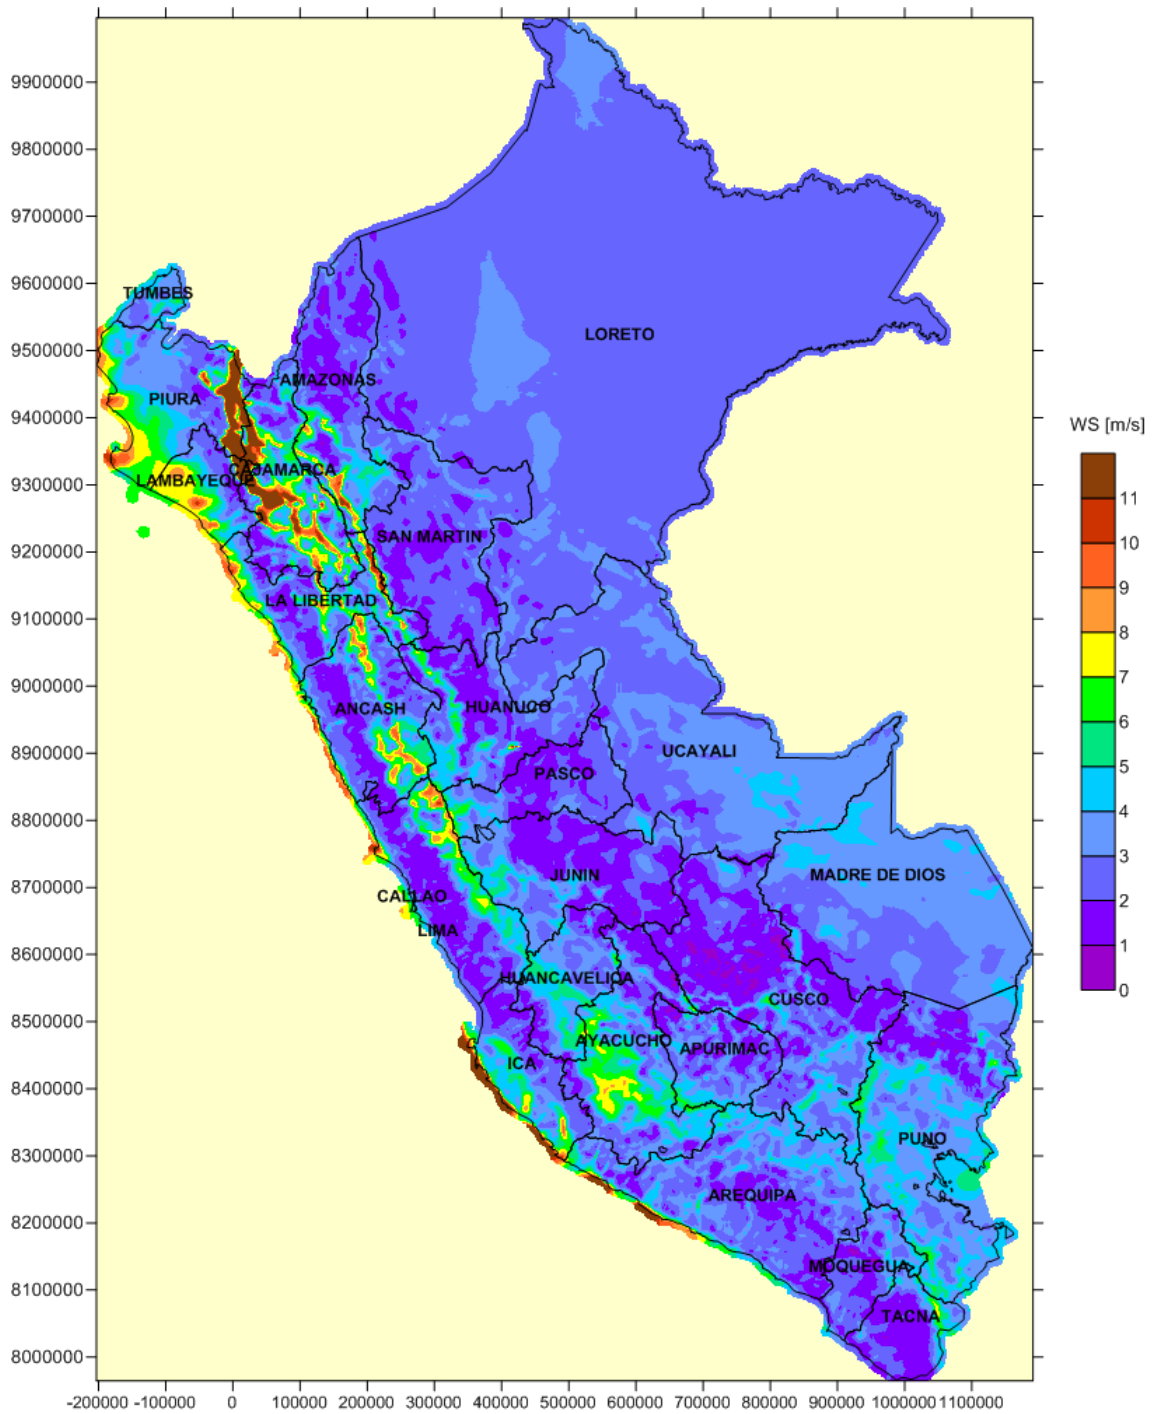 9900000
9800000
9700000
9600000
TUMBES
LORETO
9500000
AMAZONAS
PIURA
9400000
WS [m/s]
CAJAMARCA
LAMBAYEQUE
9300000
11
SAN MARTIN
10
9200000
9
LA LIBERTAD
9100000
8
9000000
7
ANCASH
HUANUCO
6
UCAYALI
8900000
PASCO
5
8800000
4
JUNIN
MADRE DE DIOS
3
8700000
CALLAO
2
LIMA
8600000
1
HUANCAVELICA
0
CUSCO
8500000
AYACUCHO
APURIMAC
ICA
8400000
PUNO
8300000
AREQUIPA
8200000
MOQUEGUA
8100000
TACNA
8000000
-200000 -100000 0 100000 200000 300000 400000 500000 600000 700000 800000 900000 1000000 1100000